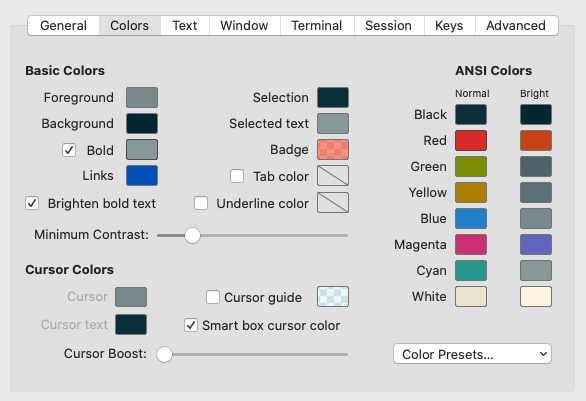 General Colors Text Window Terminal Session Keys Advanced
Basic Colors
Foreground
Background
Bold
Links
Brighten bold text
Minimum Contrast:
Selection
Selected text
Badge
Tab color
Underline color
Cursor Colors
Cursor
Cursor text
Cursor guide
Smart box cursor color
Cursor Boost:
ANSI Colors
Normal Bright
Black
Red
Green
Yellow
Blue
Magenta
Cyan
White
Color Presets...